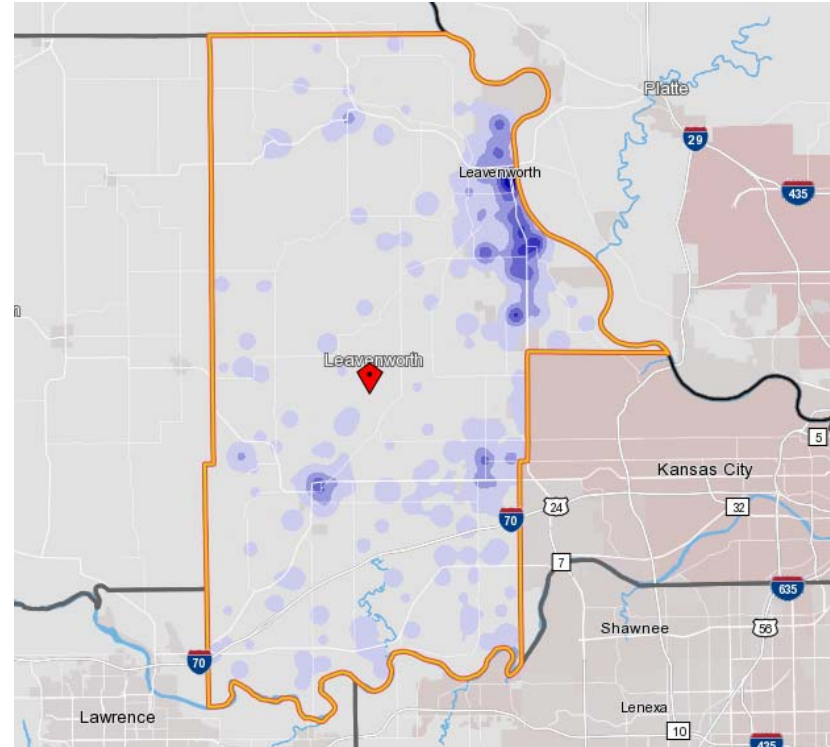 Platte
29
Leavenworth
435
n
Leavenworth
5
Kansas City
24
32
70
7
635
Shawnee
56
70
Lenexa
Lawrence
10
435